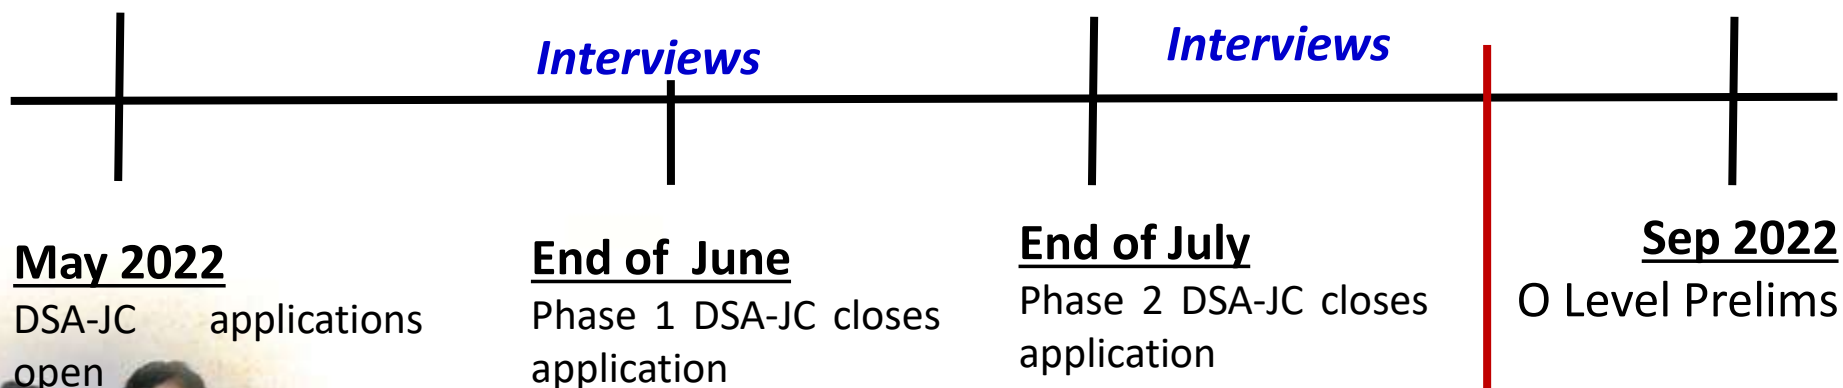 Interviews
Interviews
May 2022
DSA-JC applications
open
End of June
Phase 1 DSA-JC closes
application
End of July
Phase 2 DSA-JC closes
application
Sep 2022
O Level Prelims